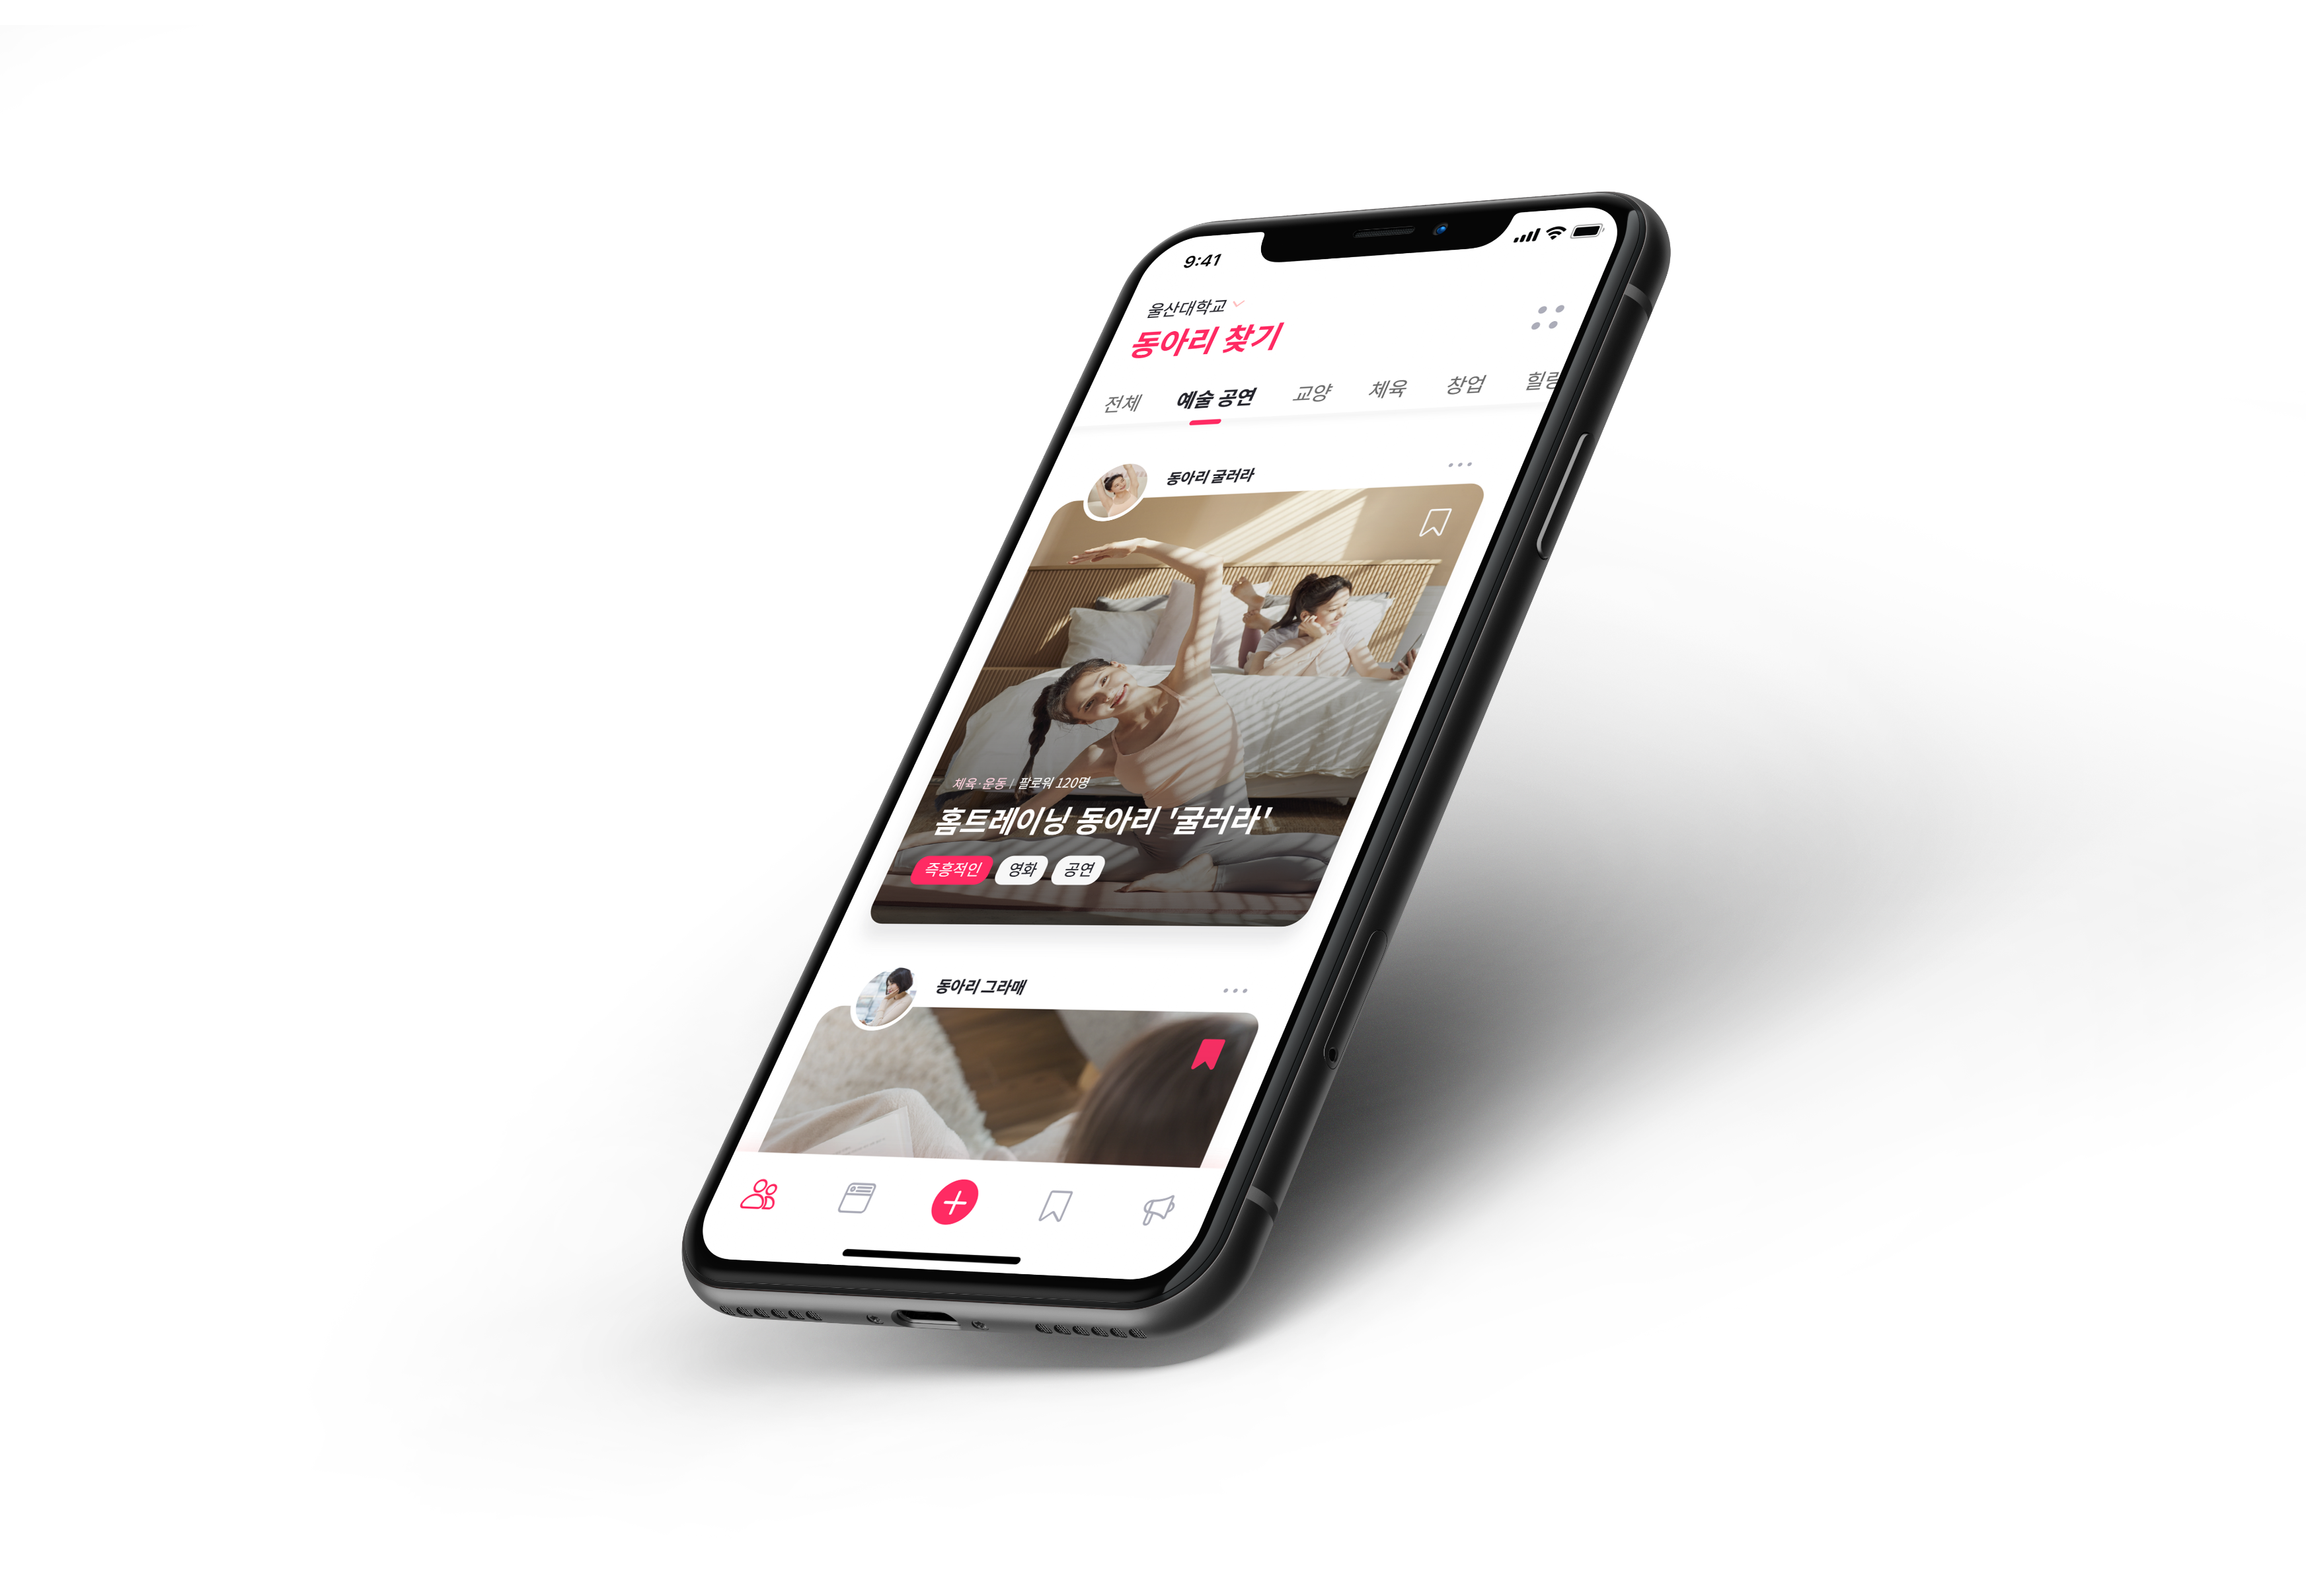 9:41
울산대학교
동아리 찾기
전체 예술 공연 교양 체육 창업 힐링
동아리 굴러라
체육·운동 | 팔로워 120명
홈트레이닝 동아리 '굴러라'
즉흥적인 영화 공연
동아리 그라매